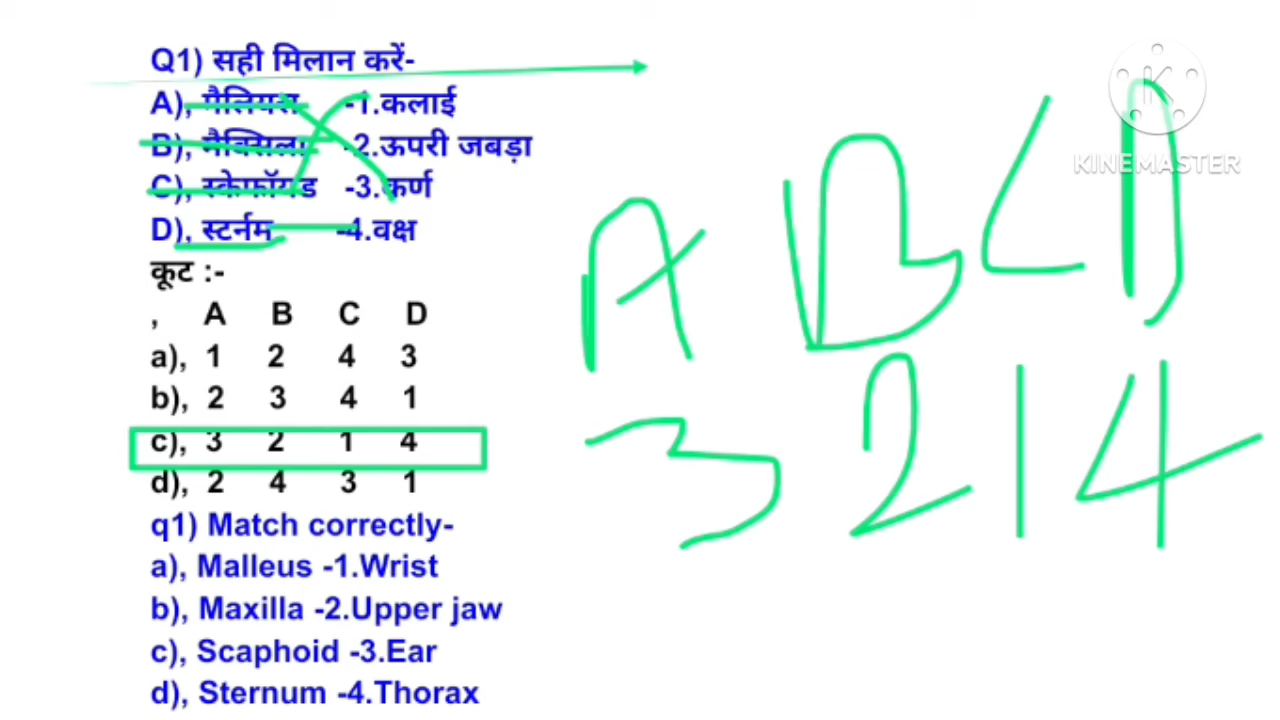 Q1) सही मिलान करें-
A), मैलियस -1.कलाई
B), मैक्सिला -2.ऊपरी जबड़ा
C), स्केफॉयड -3.कर्ण
D), स्टर्नम -4.वक्ष
कूट :-
, A B C D
a), 1 2 4 3
b), 2 3 4 1
c), 3 2 1 4
d), 2 4 3 1
q1) Match correctly-
a), Malleus -1.Wrist
b), Maxilla -2.Upper jaw
c), Scaphoid -3.Ear
d), Sternum -4.Thorax
A B C D
3 2 1 4
K
KINEMASTER